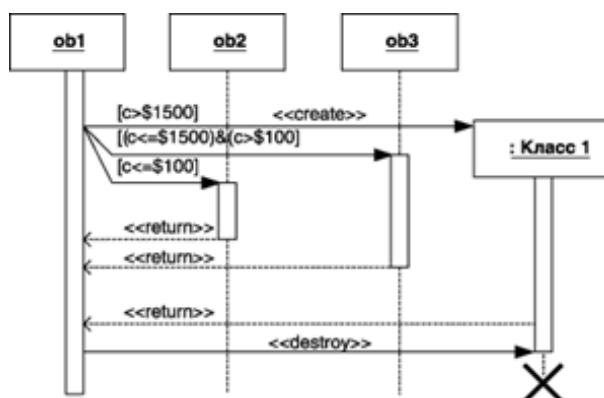 ob1
ob2
ob3
[c>$1500]
<<create>>
[(c<=$1500)&(c>$100]
: Класс 1
[c<=$100]
<<return>>
<<return>>
<<return>>
<<destroy>>